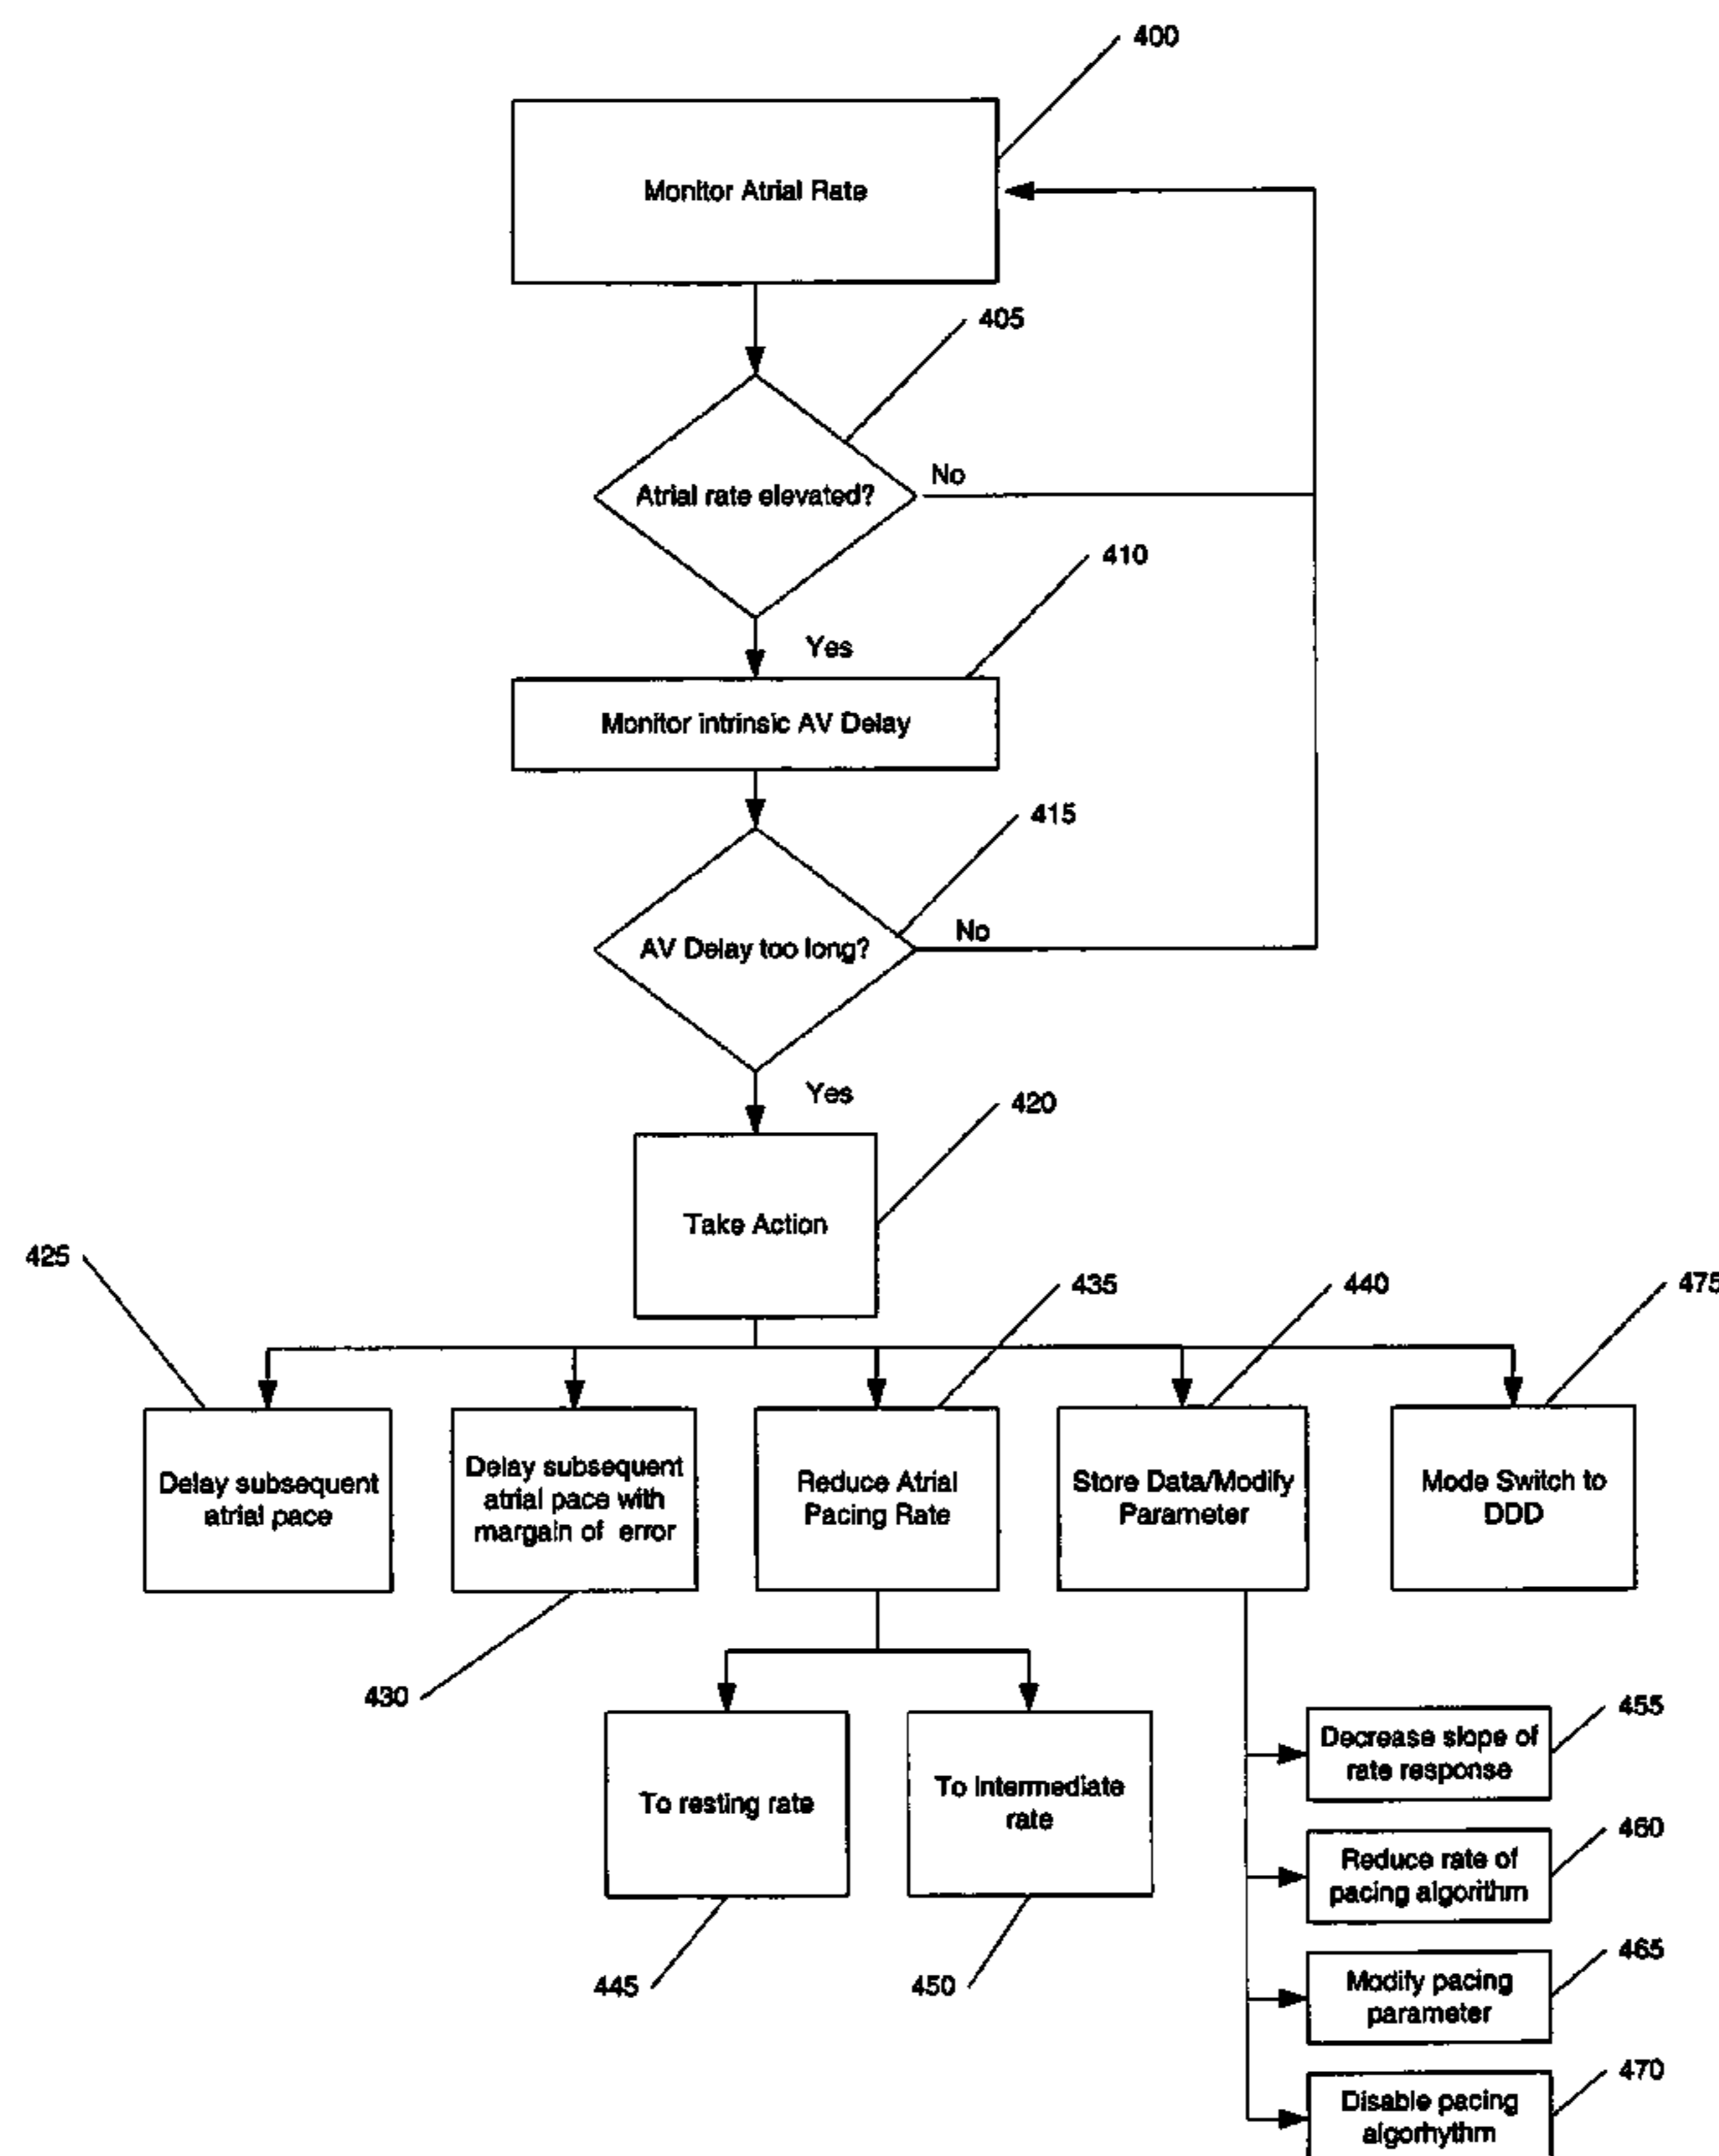 400
Monitor Atrial Rate
405
Atrial rate elevated?
No
410
Yes
Monitor intrinsic AV Delay
415
AV Delay too long?
No
Yes
420
Take Action
425
435
440
475
Delay subsequent
atrial pace
Delay subsequent
atrial pace with
margain of error
Reduce Atrial
Pacing Rate
Store Data/Modify
Parameter
Mode Switch to
DDD
430
To resting rate
To Intermediate
rate
445
450
455
Decrease slope of
rate response
460
Reduce rate of
pacing algorithm
465
Modify pacing
parameter
470
Disable pacing
algorhythm